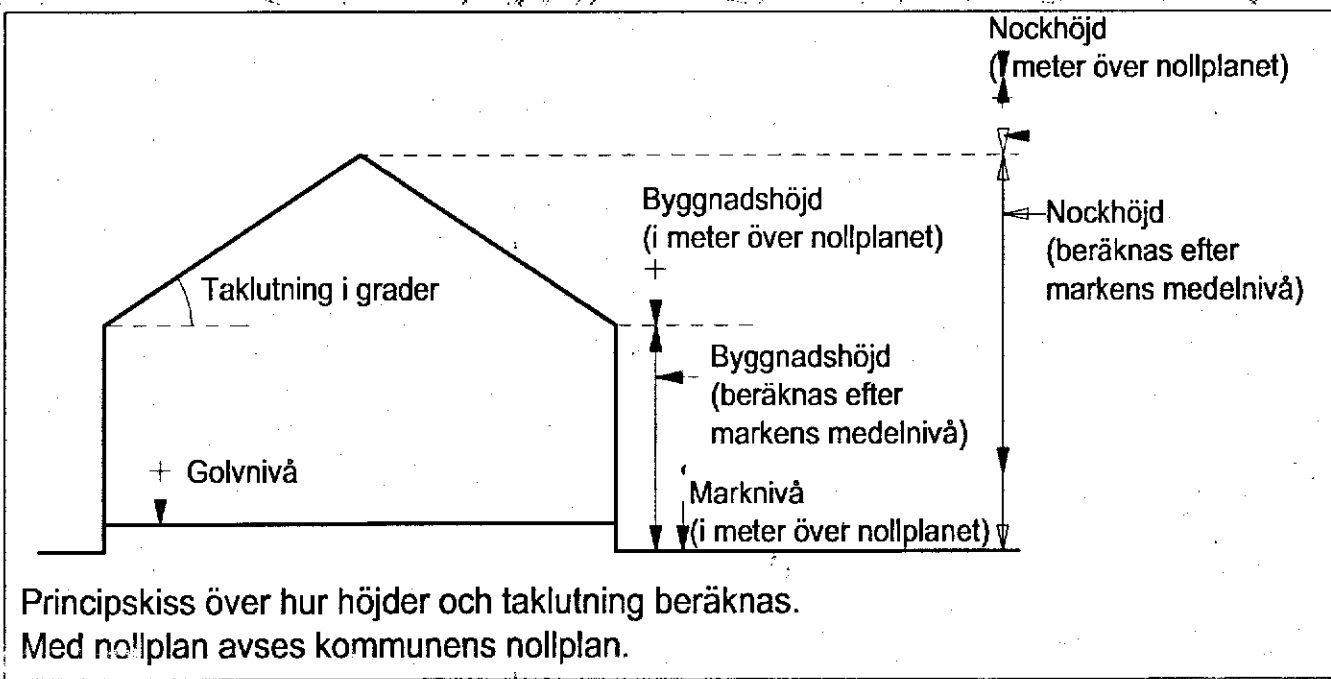 Nockhöjd
(i meter över nollplanet)
Byggnadshöjd
(i meter över nollplanet)
Nockhöjd
(beräknas efter
markens medelnivå)
Taklutning i grader
Byggnadshöjd
(beräknas efter
markens medelnivå)
Golvnivå
Marknivå
(i meter över nollplanet)
Principskiss över hur höjder och taklutning beräknas.
Med nollplan avses kommunens nollplan.